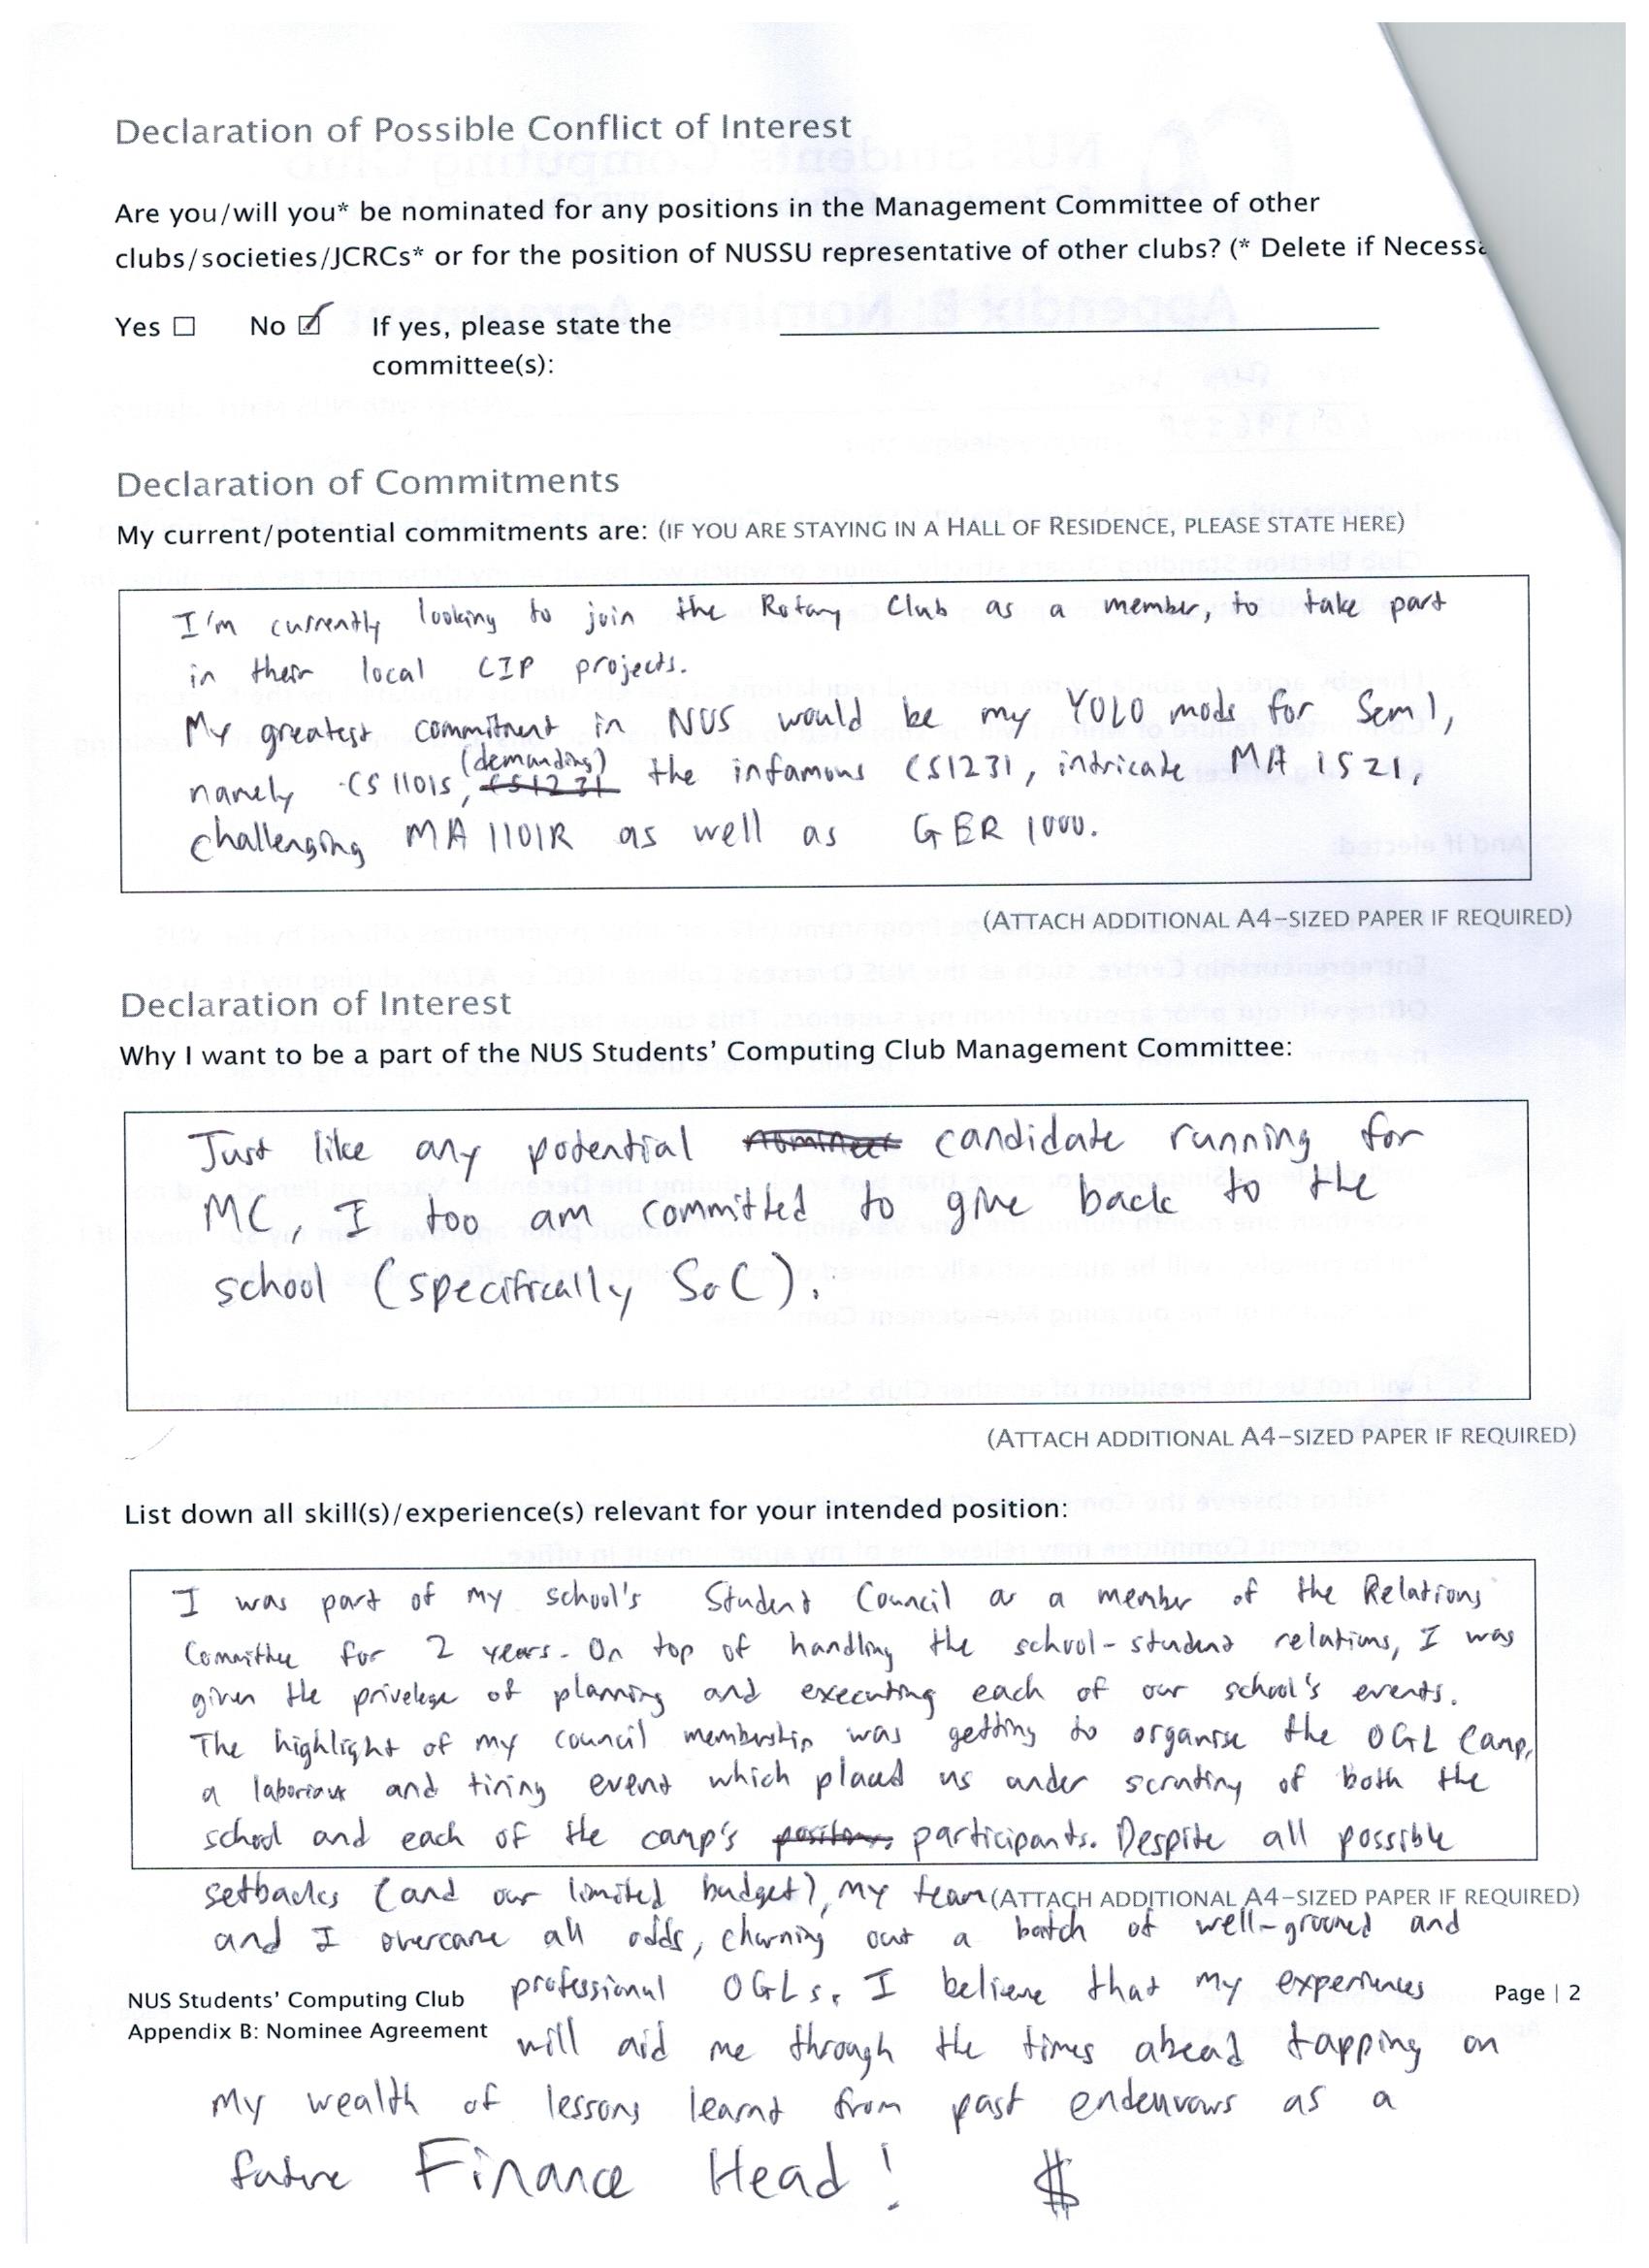 Declaration of Possible Conflict of Interest
Are you/will you* be nominated for any positions in the Management Committee of other
clubs/societies/JCRCs* or for the position of NUSSU representative of other clubs? (* Delete if Necessa
Yes ☐ No ☑ If yes, please state the
committee(s):
Declaration of Commitments
My current/potential commitments are: (IF YOU ARE STAYING IN A HALL OF RESIDENCE, PLEASE STATE HERE)
I'm currently looking to join the Rotary Club as a member, to take part
in their local CIP projects.
My greatest commitment in NUS would be my YOLO mods for Sem 1,
(demanding)
namely CS1101S, CS1231 the infamous CS1231, intricate MA 1521,
challenging MA 1101R as well as GER 1000.
(ATTACH ADDITIONAL A4-SIZED PAPER IF REQUIRED)
Declaration of Interest
Why I want to be a part of the NUS Students' Computing Club Management Committee:
Just like any potential candidate running for
MC, I too am committed to give back to the
school (specifically SoC).
(ATTACH ADDITIONAL A4-SIZED PAPER IF REQUIRED)
List down all skill(s)/experience(s) relevant for your intended position:
I was part of my school's Student Council as a member of the Relations
Committee for 2 years. On top of handling the school-student relations, I was
given the privelege of planning and executing each of our school's events.
The highlight of my council membership was getting to organise the OGL Camp,
a laborious and tiring event which placed us under scrutiny of both the
school and each of the camp's participants. Despite all possible
setbacks (and our limited budget), my team
(ATTACH ADDITIONAL A4-SIZED PAPER IF REQUIRED)
and I overcame all odds, churning out a batch of well-groomed and
professional OGLs. I believe that my experiences
will aid me through the times ahead tapping on
my wealth of lessons learnt from past endeavours as a
future Finance Head! $
NUS Students' Computing Club
Appendix B: Nominee Agreement
Page | 2